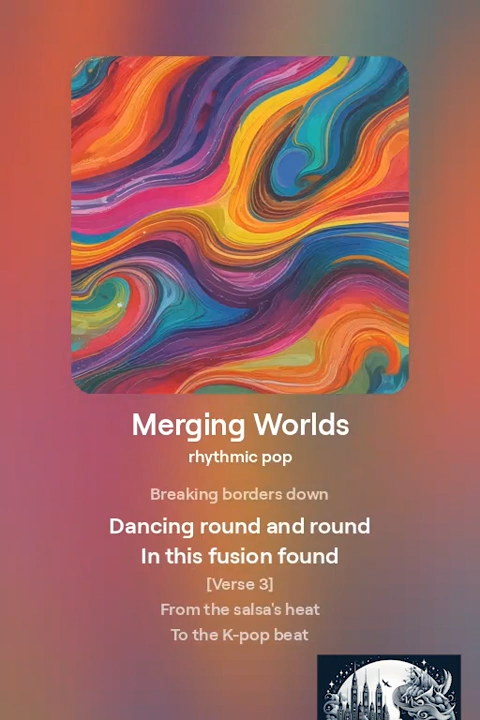 Merging Worlds
rhythmic pop
Breaking borders down
Dancing round and round
In this fusion found
[Verse 3]
From the salsa's heat
To the K-pop beat